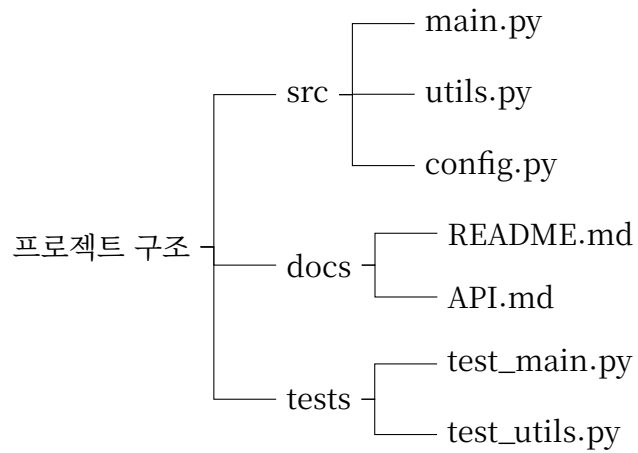 프로젝트 구조
src
main.py
utils.py
config.py
docs
README.md
API.md
tests
test_main.py
test_utils.py